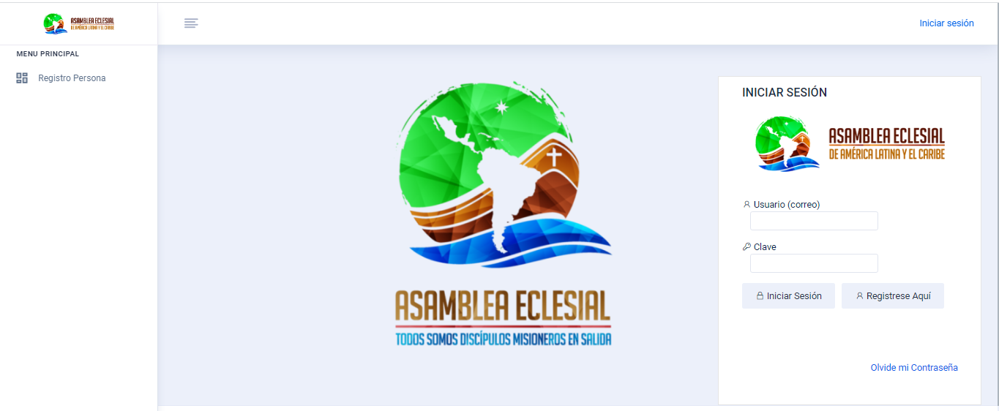 ASAMBLEA ECLESIAL
DE AMÉRICA LATINA Y EL CARIBE
Iniciar sesión
MENU PRINCIPAL
Registro Persona
ASAMBLEA ECLESIAL
TODOS SOMOS DISCÍPULOS MISIONEROS EN SALIDA
INICIAR SESIÓN
ASAMBLEA ECLESIAL
DE AMÉRICA LATINA Y EL CARIBE
Usuario (correo)
Clave
Iniciar Sesión
Registrese Aquí
Olvide mi Contraseña